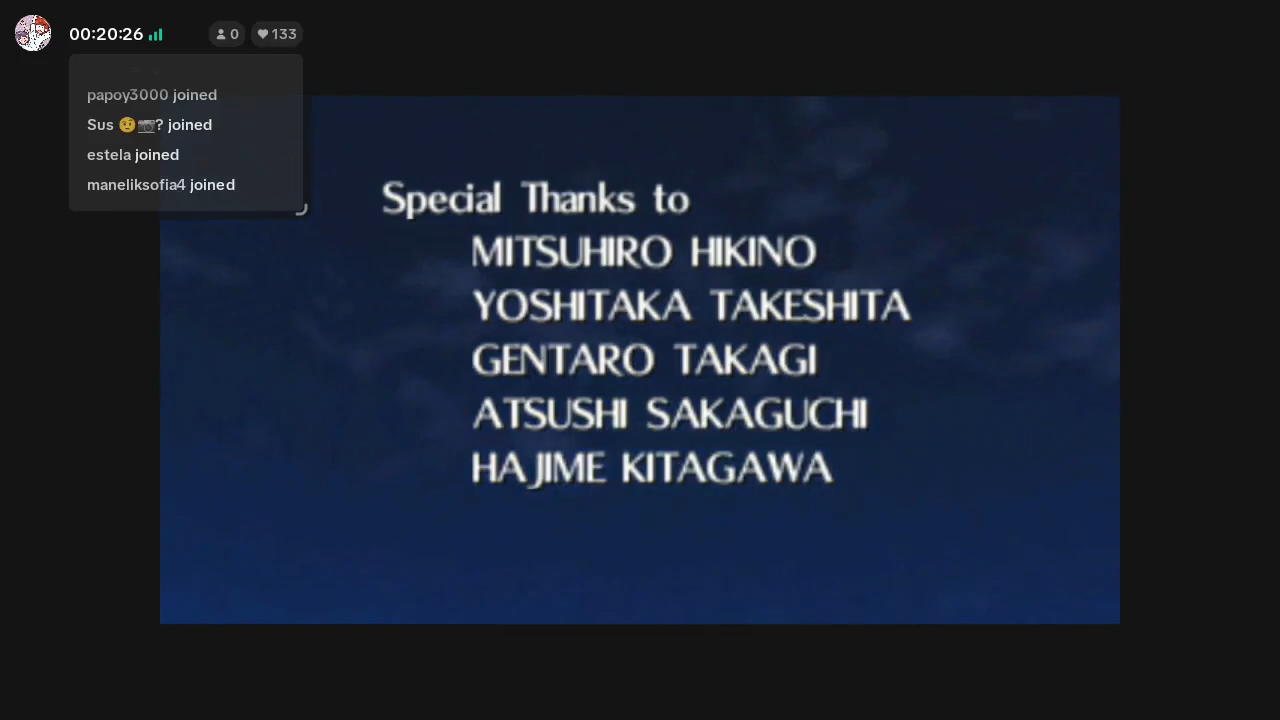 00:20:26
0
133
papoy3000 joined
Sus 🤨📷? joined
estela joined
maneliksofia4 joined
Special Thanks to
MITSUHIRO HIKINO
YOSHITAKA TAKESHITA
GENTARO TAKAGI
ATSUSHI SAKAGUCHI
HAJIME KITAGAWA